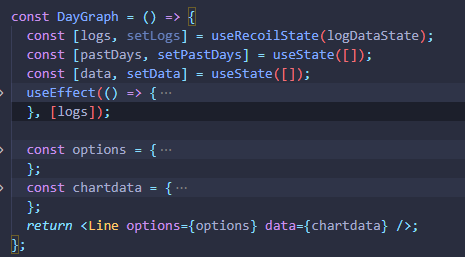 const DayGraph = () => {
  const [logs, setLogs] = useRecoilState(logDataState);
  const [pastDays, setPastDays] = useState([]);
  const [data, setData] = useState([]);
> useEffect(() => { ···
  }, [logs]);
> const options = { ···
  };
> const chartdata = { ···
  };
  return <Line options={options} data={chartdata} />;
};